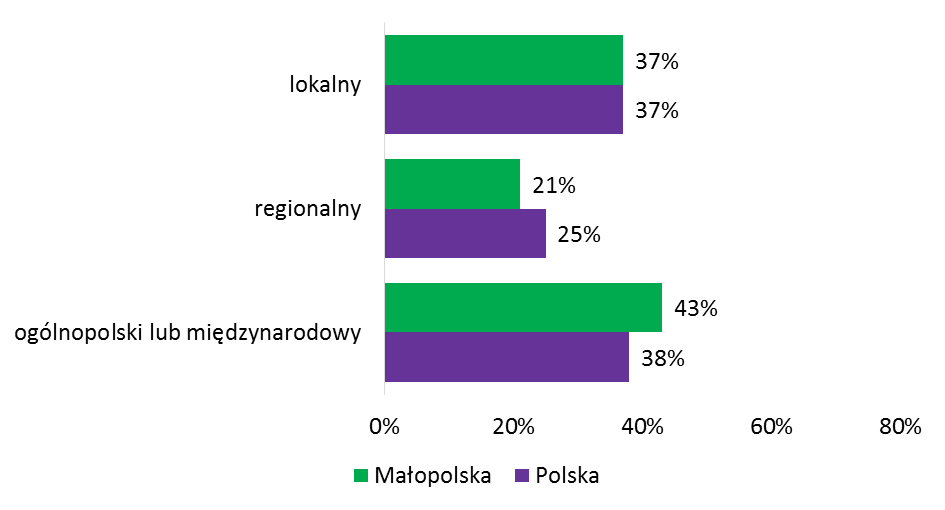 lokalny
37%
37%
regionalny
21%
25%
ogólnopolski lub międzynarodowy
43%
38%
0% 20% 40% 60% 80%
Małopolska Polska